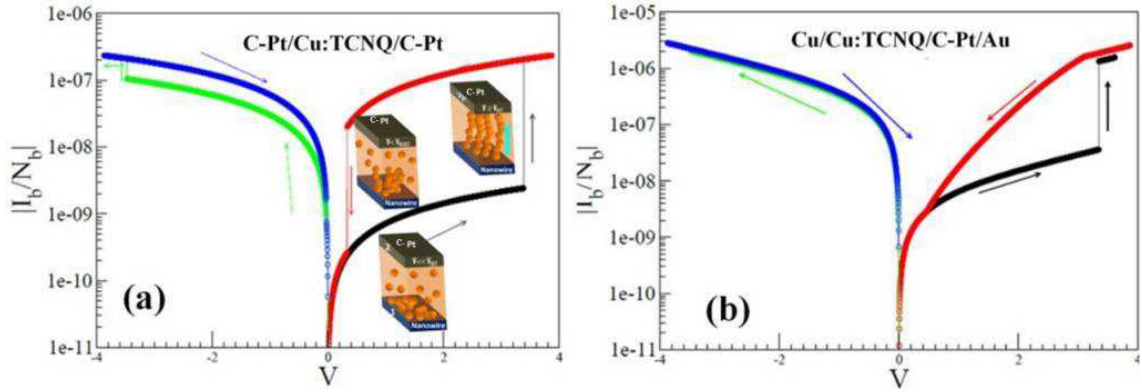 1e-06
1e-07
1e-08
1e-09
1e-10
1e-11
|I_b/N_b|
C-Pt/Cu:TCNQ/C-Pt
C-Pt
Nanowire
C-Pt
Nanowire
C-Pt
Nanowire
(a)
-4 -2 0 2 4
V
1e-05
1e-06
1e-07
1e-08
1e-09
1e-10
1e-11
|I_b/N_b|
Cu/Cu:TCNQ/C-Pt/Au
(b)
-4 -2 0 2 4
V